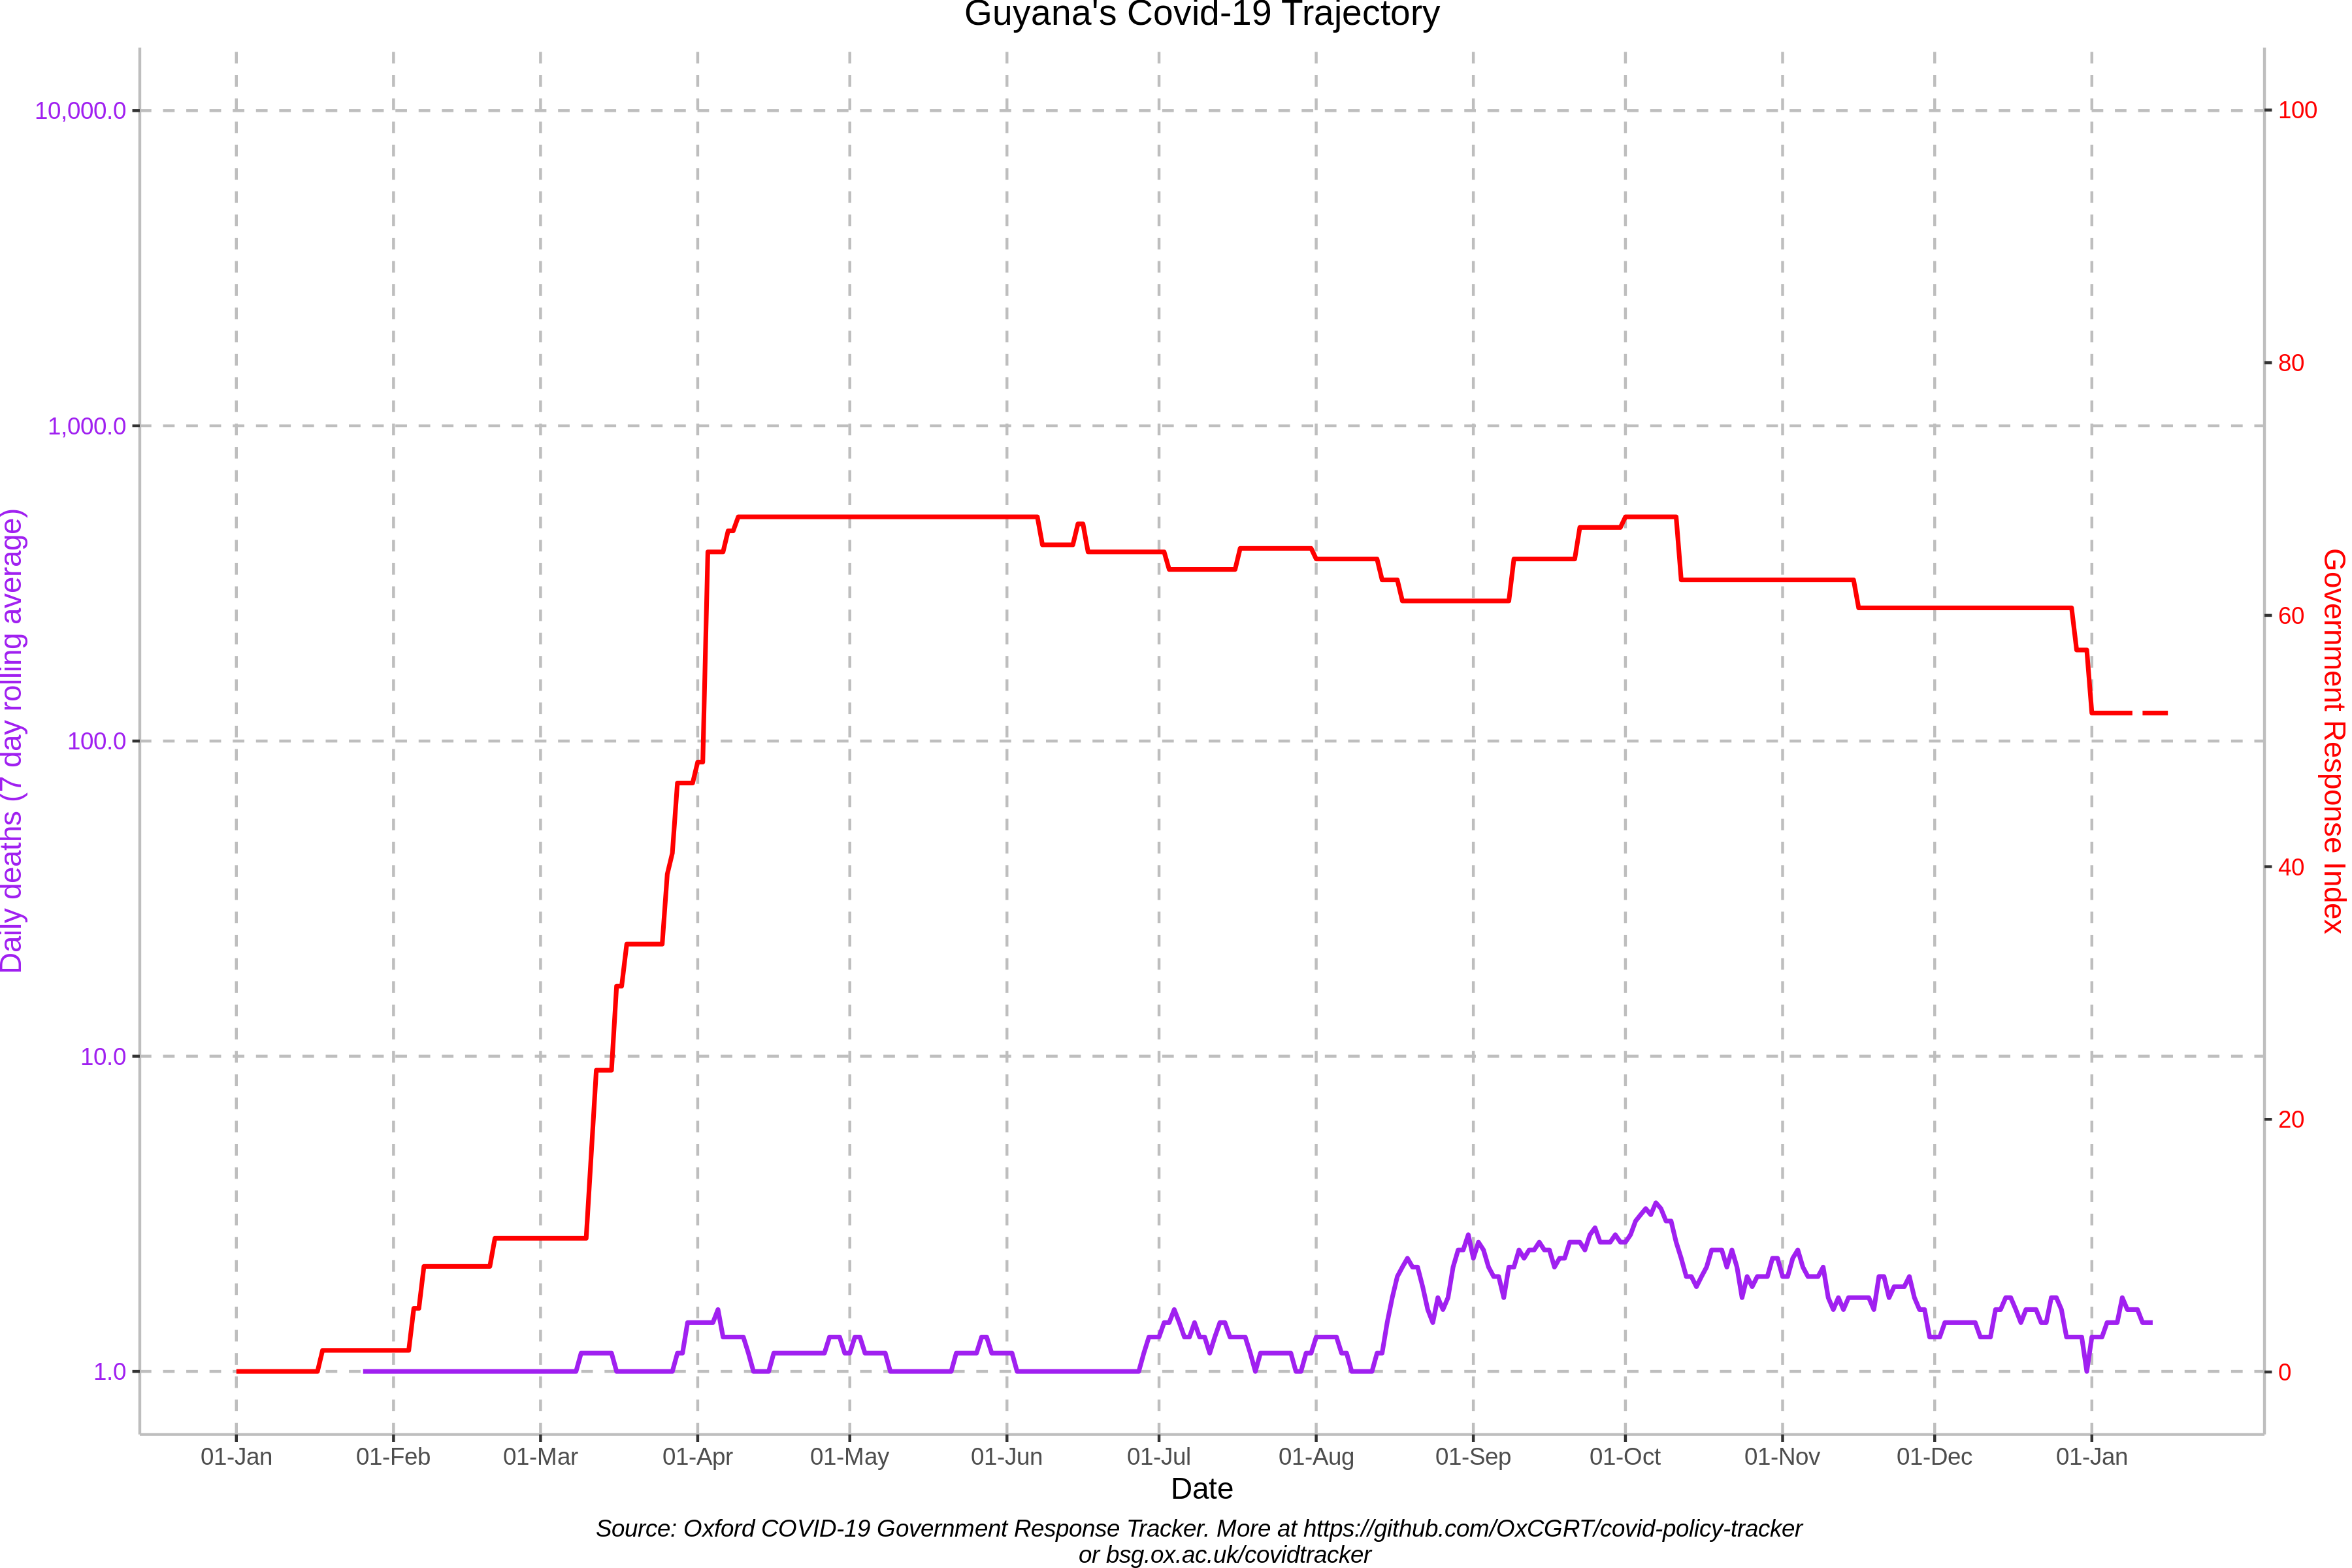 Guyana's Covid-19 Trajectory
10,000.0
1,000.0
100.0
10.0
1.0
Daily deaths (7 day rolling average)
100
80
60
40
20
0
Government Response Index
01-Jan 01-Feb 01-Mar 01-Apr 01-May 01-Jun 01-Jul 01-Aug 01-Sep 01-Oct 01-Nov 01-Dec 01-Jan
Date
Source: Oxford COVID-19 Government Response Tracker. More at https://github.com/OxCGRT/covid-policy-tracker
or bsg.ox.ac.uk/covidtracker